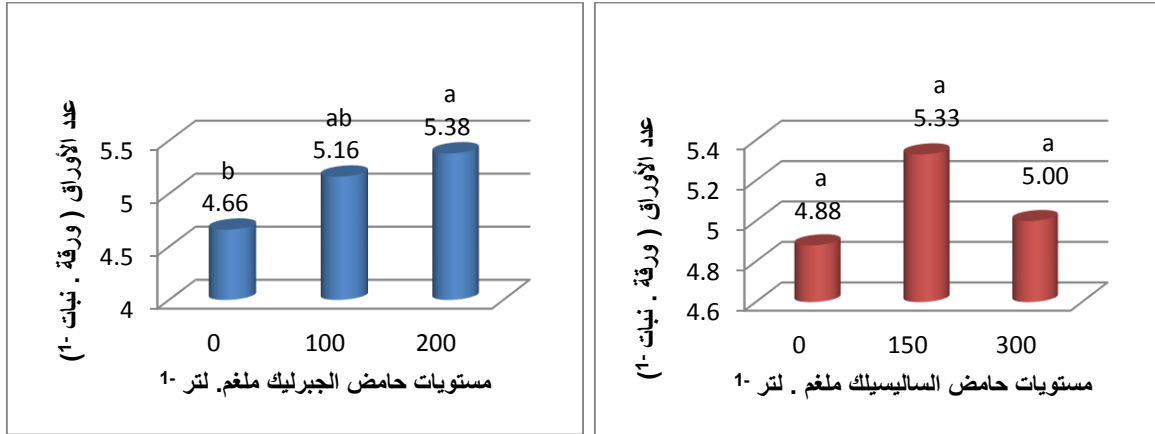 عدد الأوراق ( ورقة . نبات -1)
5.5
5
4.5
4
b
4.66
ab
5.16
a
5.38
0 100 200
مستويات حامض الجبرليك ملغم. لتر -1
عدد الأوراق ( ورقة . نبات -1)
5.4
5.2
5
4.8
4.6
a
4.88
a
5.33
a
5.00
0 150 300
مستويات حامض الساليسيلك ملغم . لتر -1